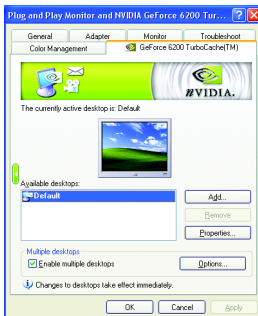 Plug and Play Monitor and NVIDIA GeForce 6200 Tur...
General
Adapter
Monitor
Troubleshoot
Color Management
GeForce 6200 TurboCache(TM)
NVIDIA.
The currently active desktop is: Default
Available desktops:
Default
Add...
Remove
Properties...
Multiple desktops
Enable multiple desktops
Options...
Changes to desktops take effect immediately.
OK
Cancel
Apply